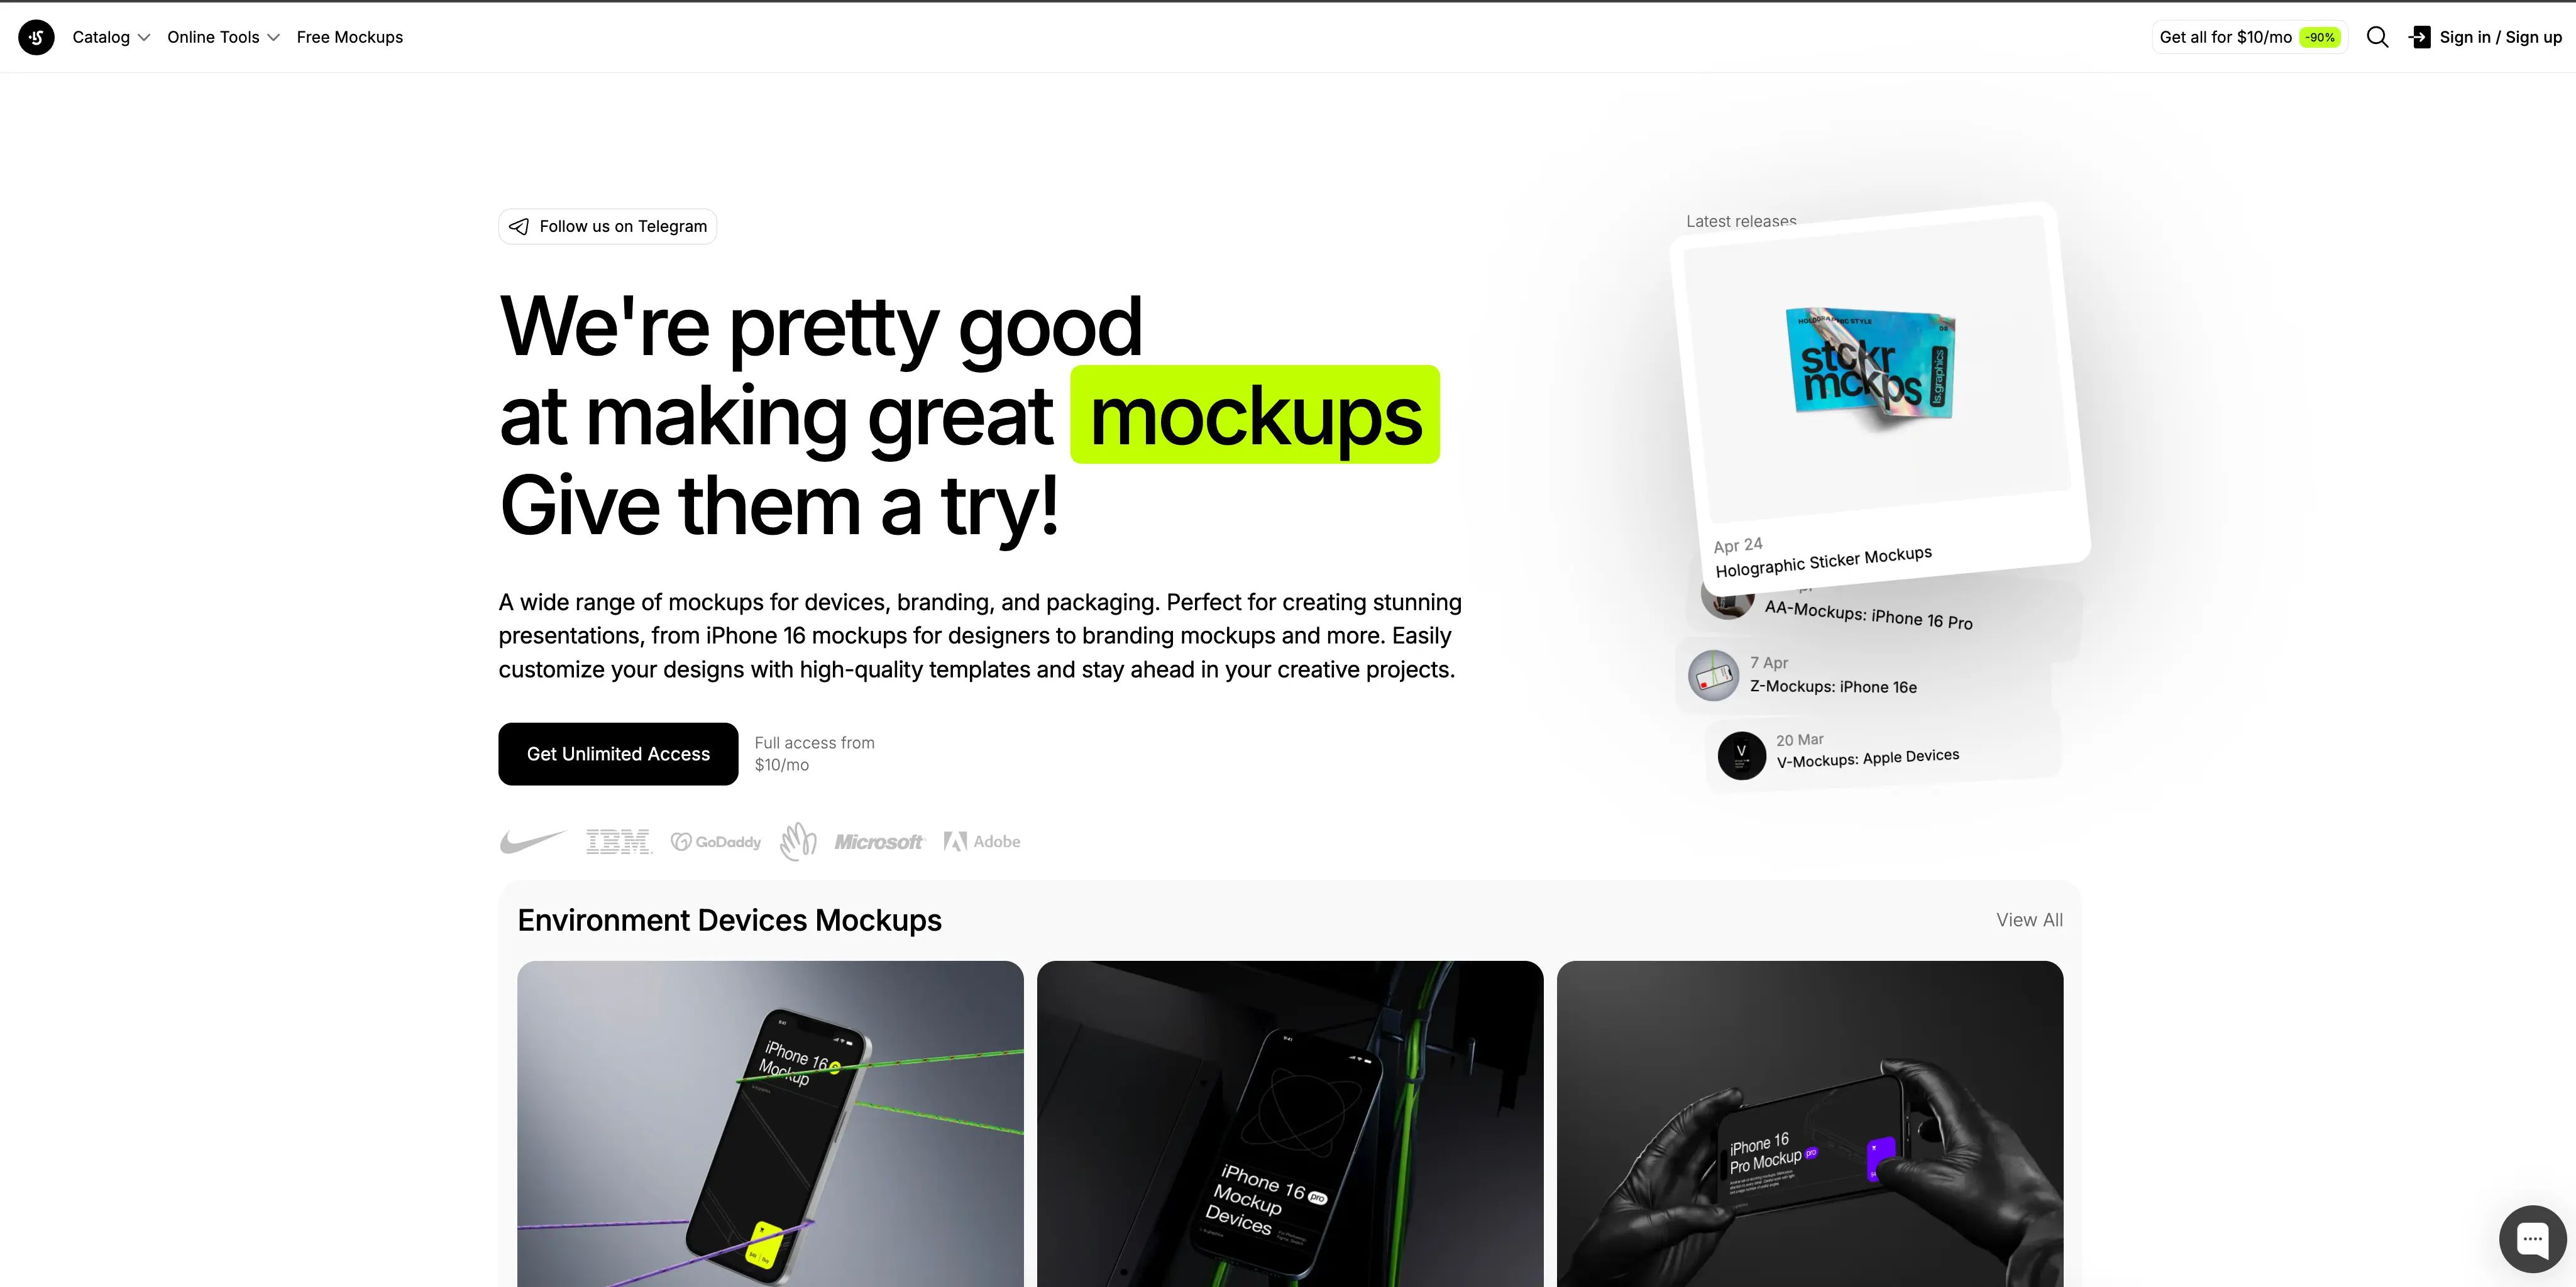 Catalog
Online Tools
Free Mockups
Get all for $10/mo -90%
Sign in / Sign up
Follow us on Telegram
We're pretty good
at making great mockups
Give them a try!
A wide range of mockups for devices, branding, and packaging. Perfect for creating stunning
presentations, from iPhone 16 mockups for designers to branding mockups and more. Easily
customize your designs with high-quality templates and stay ahead in your creative projects.
Get Unlimited Access
Full access from
$10/mo
IBM
GoDaddy
Microsoft
Adobe
Latest releases
HOLOGRAPHIC STYLE
08
stckr
mckps
ls.graphics
Apr 24
Holographic Sticker Mockups
AA-Mockups: iPhone 16 Pro
7 Apr
Z-Mockups: iPhone 16e
V
20 Mar
V-Mockups: Apple Devices
Environment Devices Mockups
View All
9:41
iPhone 16
Mockup
9:41
iPhone 16 pro
Mockup
Devices
iPhone 16
Pro Mockup pro